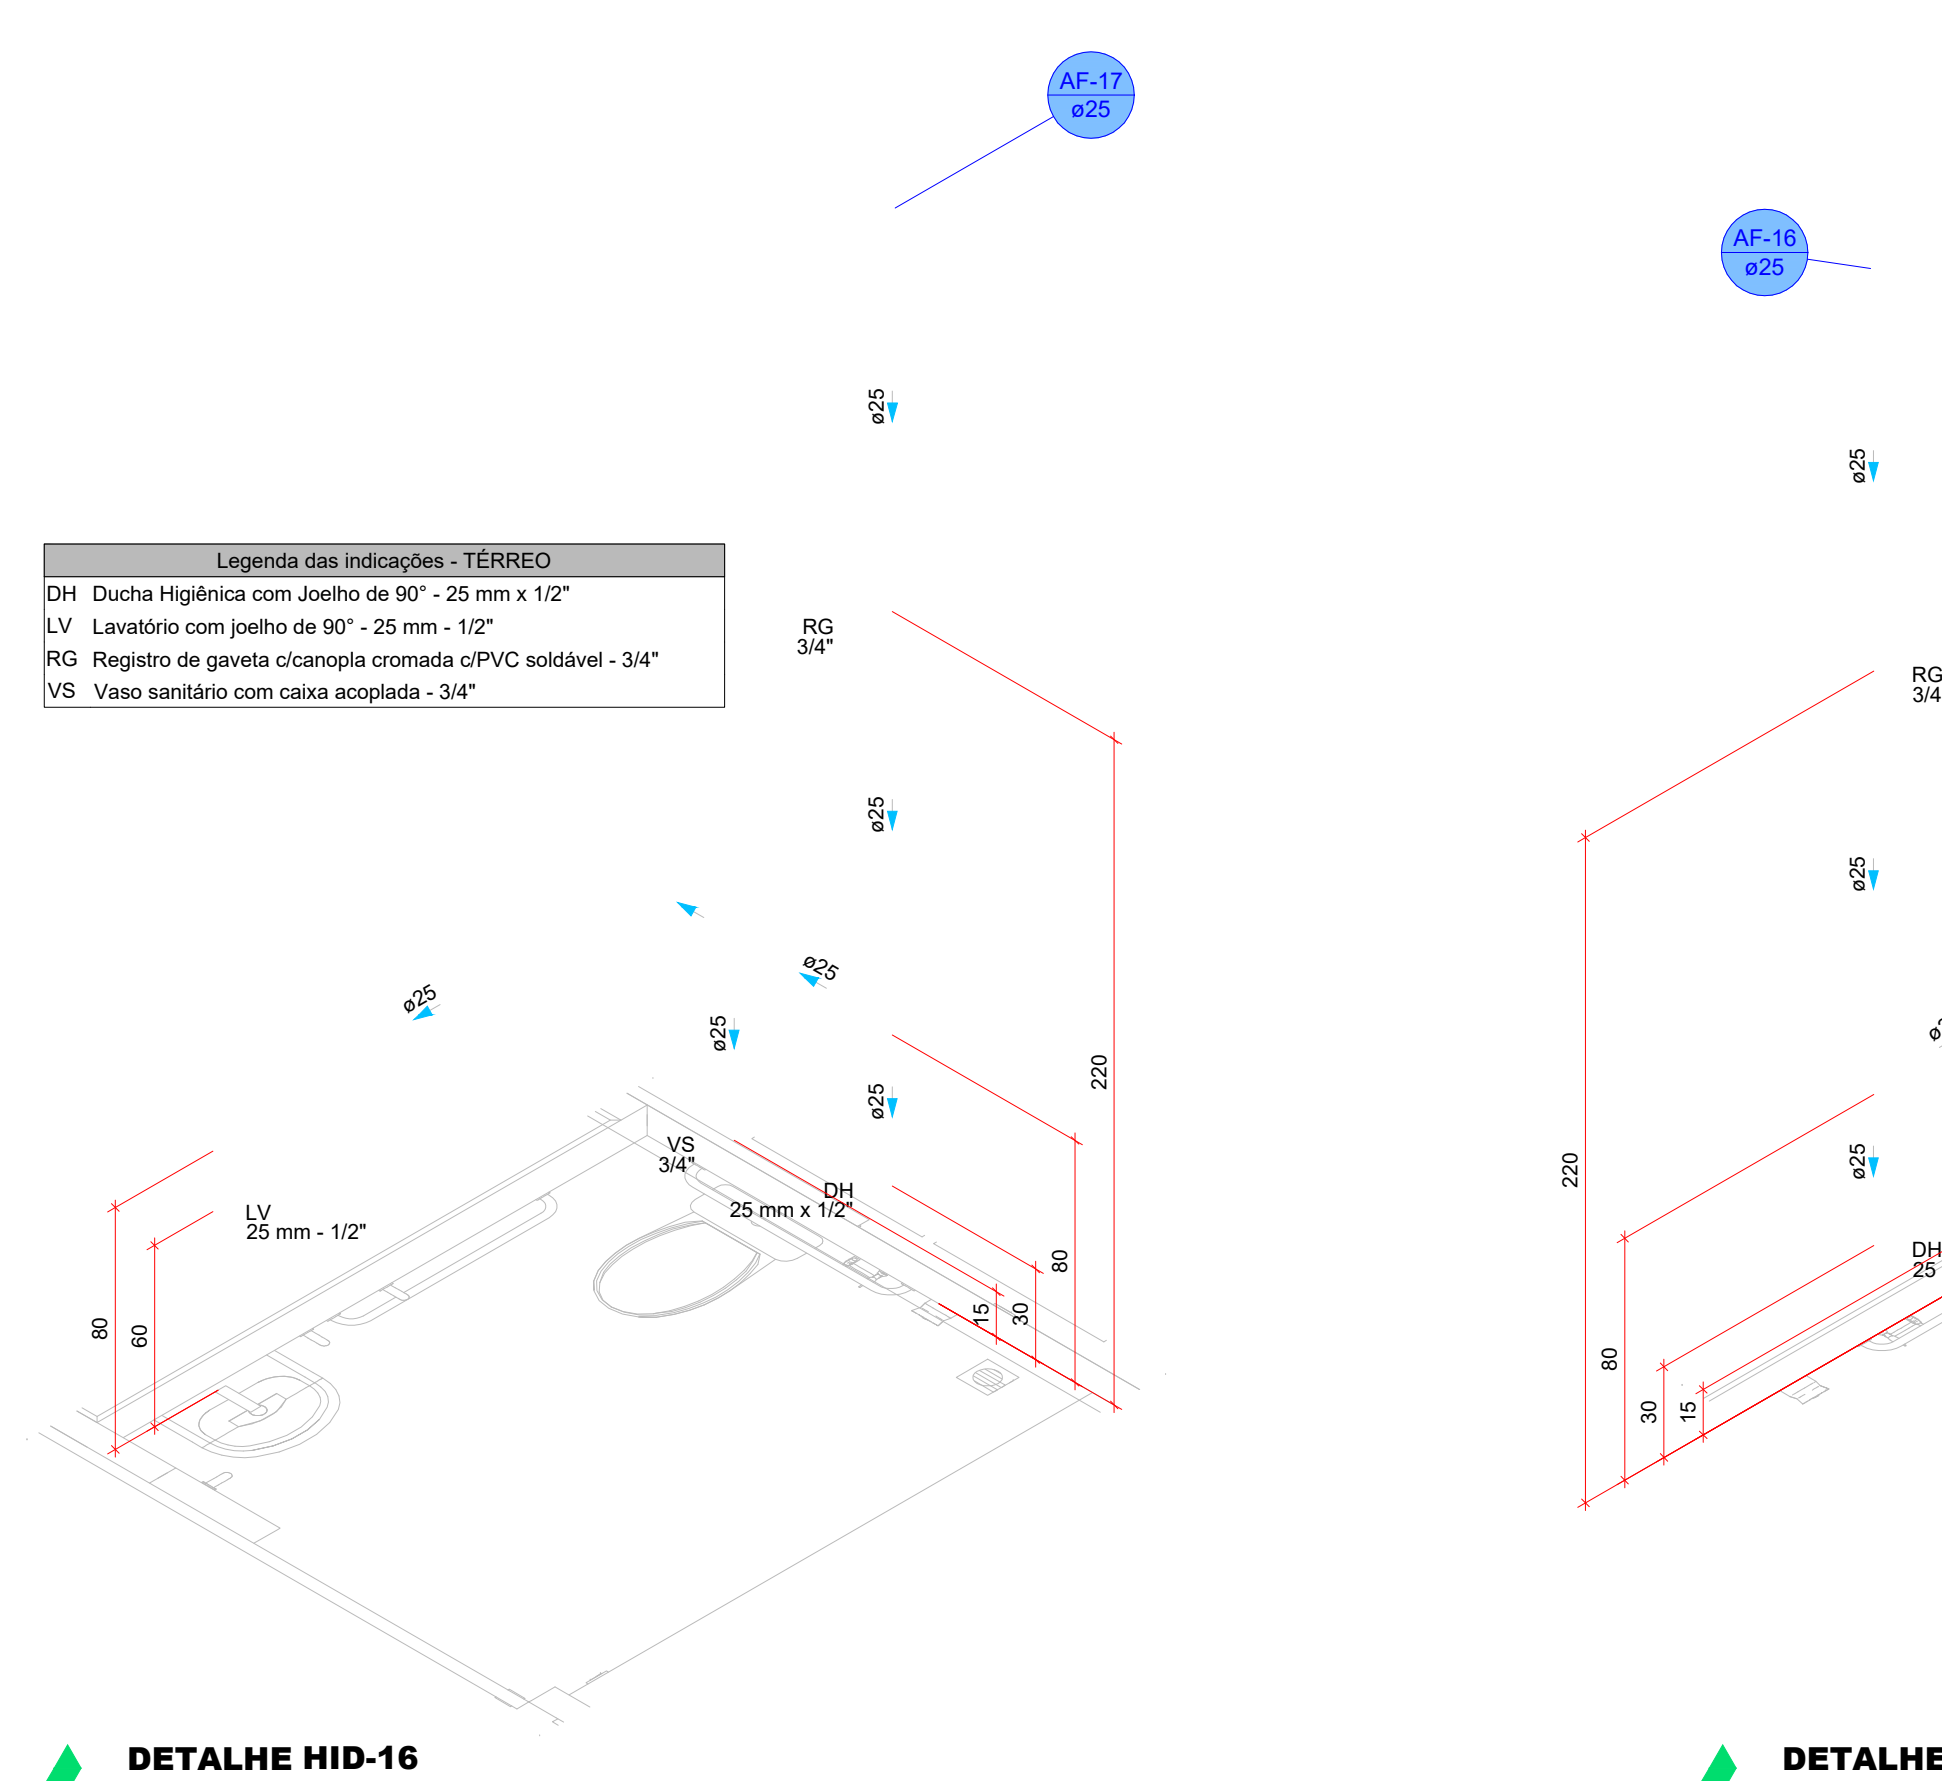 AF-17
ø25
AF-16
ø25
ø25
ø25
Legenda das indicações - TÉRREO
DH Ducha Higiênica com Joelho de 90° - 25 mm x 1/2"
LV Lavatório com joelho de 90° - 25 mm - 1/2"
RG Registro de gaveta c/canopla cromada c/PVC soldável - 3/4"
VS Vaso sanitário com caixa acoplada - 3/4"
RG
3/4"
RG
3/4
ø25
ø25
ø25
ø25
ø25
220
ø25
ø25
220
VS
3/4"
DH
25 mm x 1/2"
LV
25 mm - 1/2"
80
60
15
30
80
DH
25
80
30
15
DETALHE HID-16
DETALHE